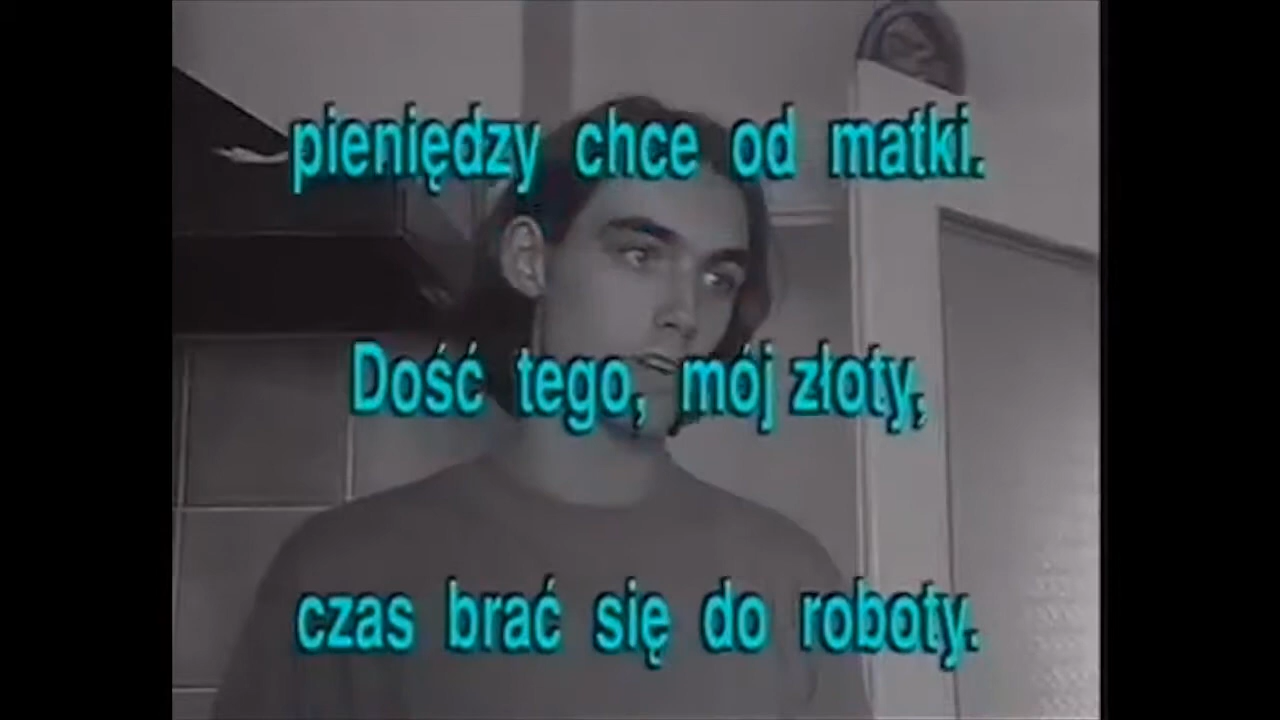 pieniędzy chce od matki.
Dość tego, mój złoty,
czas brać się do roboty.